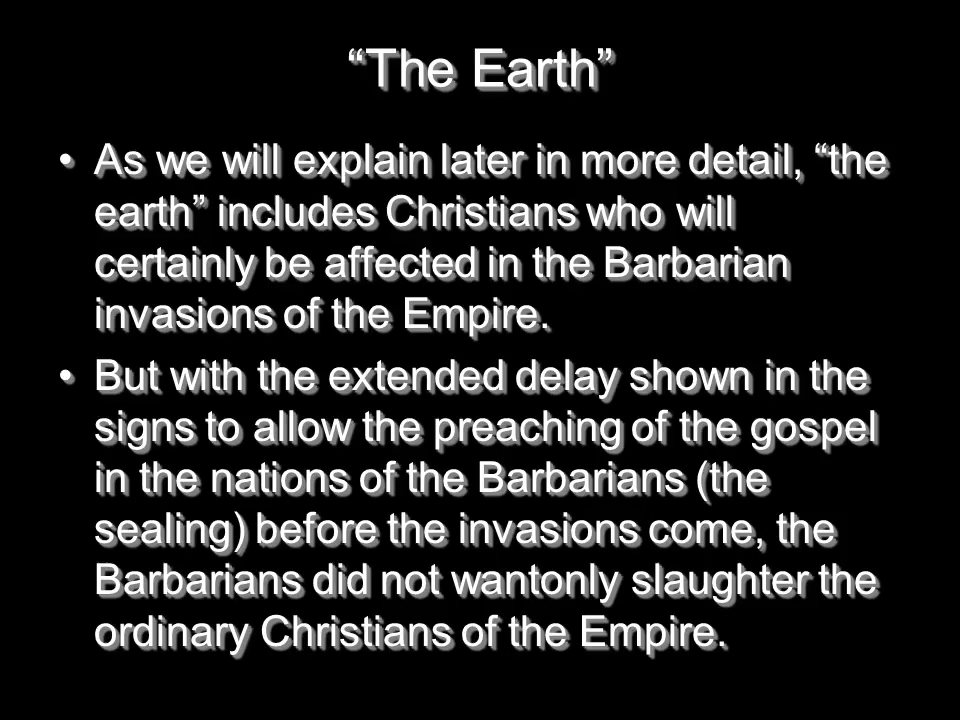 “The Earth”
• As we will explain later in more detail, “the
earth” includes Christians who will
certainly be affected in the Barbarian
invasions of the Empire.
• But with the extended delay shown in the
signs to allow the preaching of the gospel
in the nations of the Barbarians (the
sealing) before the invasions come, the
Barbarians did not wantonly slaughter the
ordinary Christians of the Empire.